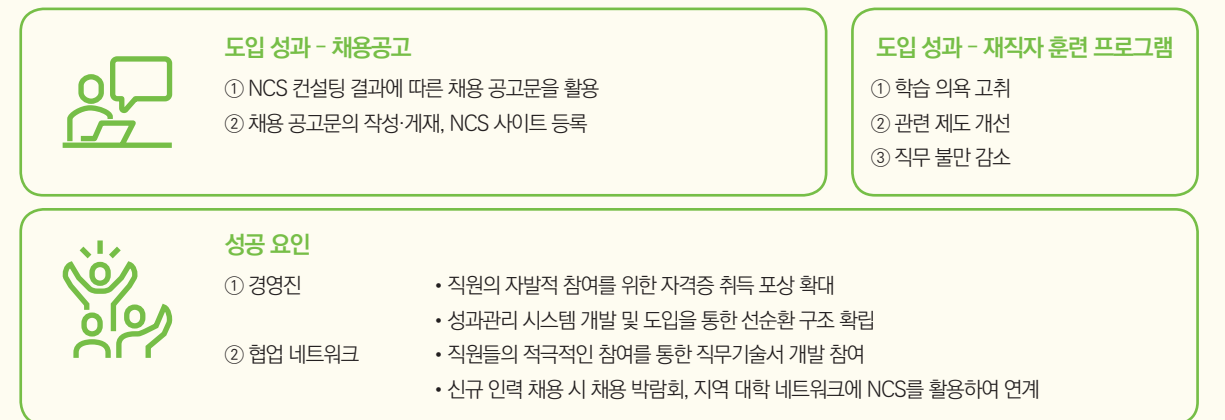 도입 성과 - 채용공고
① NCS 컨설팅 결과에 따른 채용 공고문을 활용
② 채용 공고문의 작성·게재, NCS 사이트 등록
도입 성과 - 재직자 훈련 프로그램
① 학습 의욕 고취
② 관련 제도 개선
③ 직무 불만 감소
성공 요인
① 경영진 • 직원의 자발적 참여를 위한 자격증 취득 포상 확대
• 성과관리 시스템 개발 및 도입을 통한 선순환 구조 확립
② 협업 네트워크 • 직원들의 적극적인 참여를 통한 직무기술서 개발 참여
• 신규 인력 채용 시 채용 박람회, 지역 대학 네트워크에 NCS를 활용하여 연계